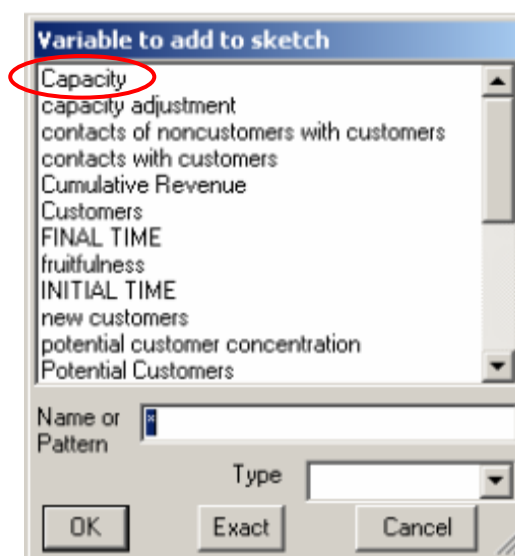 Variable to add to sketch
Capacity
capacity adjustment
contacts of noncustomers with customers
contacts with customers
Cumulative Revenue
Customers
FINAL TIME
fruitfulness
INITIAL TIME
new customers
potential customer concentration
Potential Customers
Name or Pattern *
Type
OK Exact Cancel